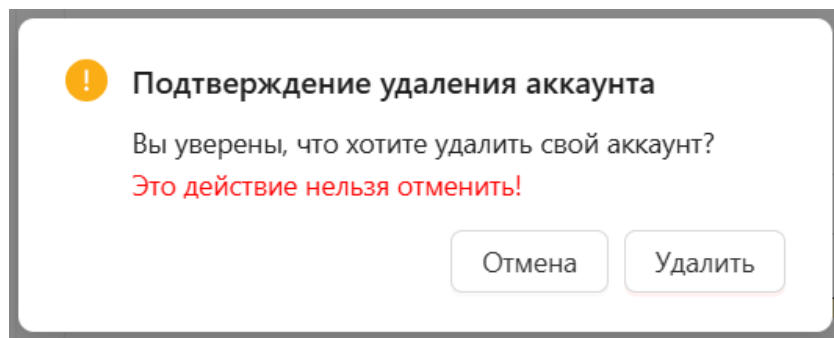 Подтверждение удаления аккаунта
Вы уверены, что хотите удалить свой аккаунт?
Это действие нельзя отменить!
Отмена Удалить